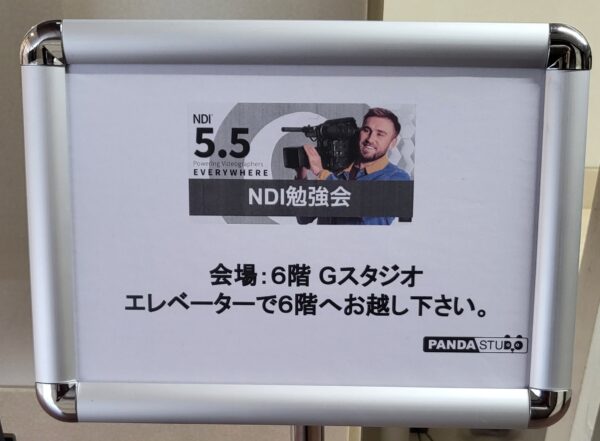 NDI®
5.5
Powering Videographers
EVERYWHERE
NDI勉強会
会場：6階 Gスタジオ
エレベーターで6階へお越し下さい。
PANDASTUDIO